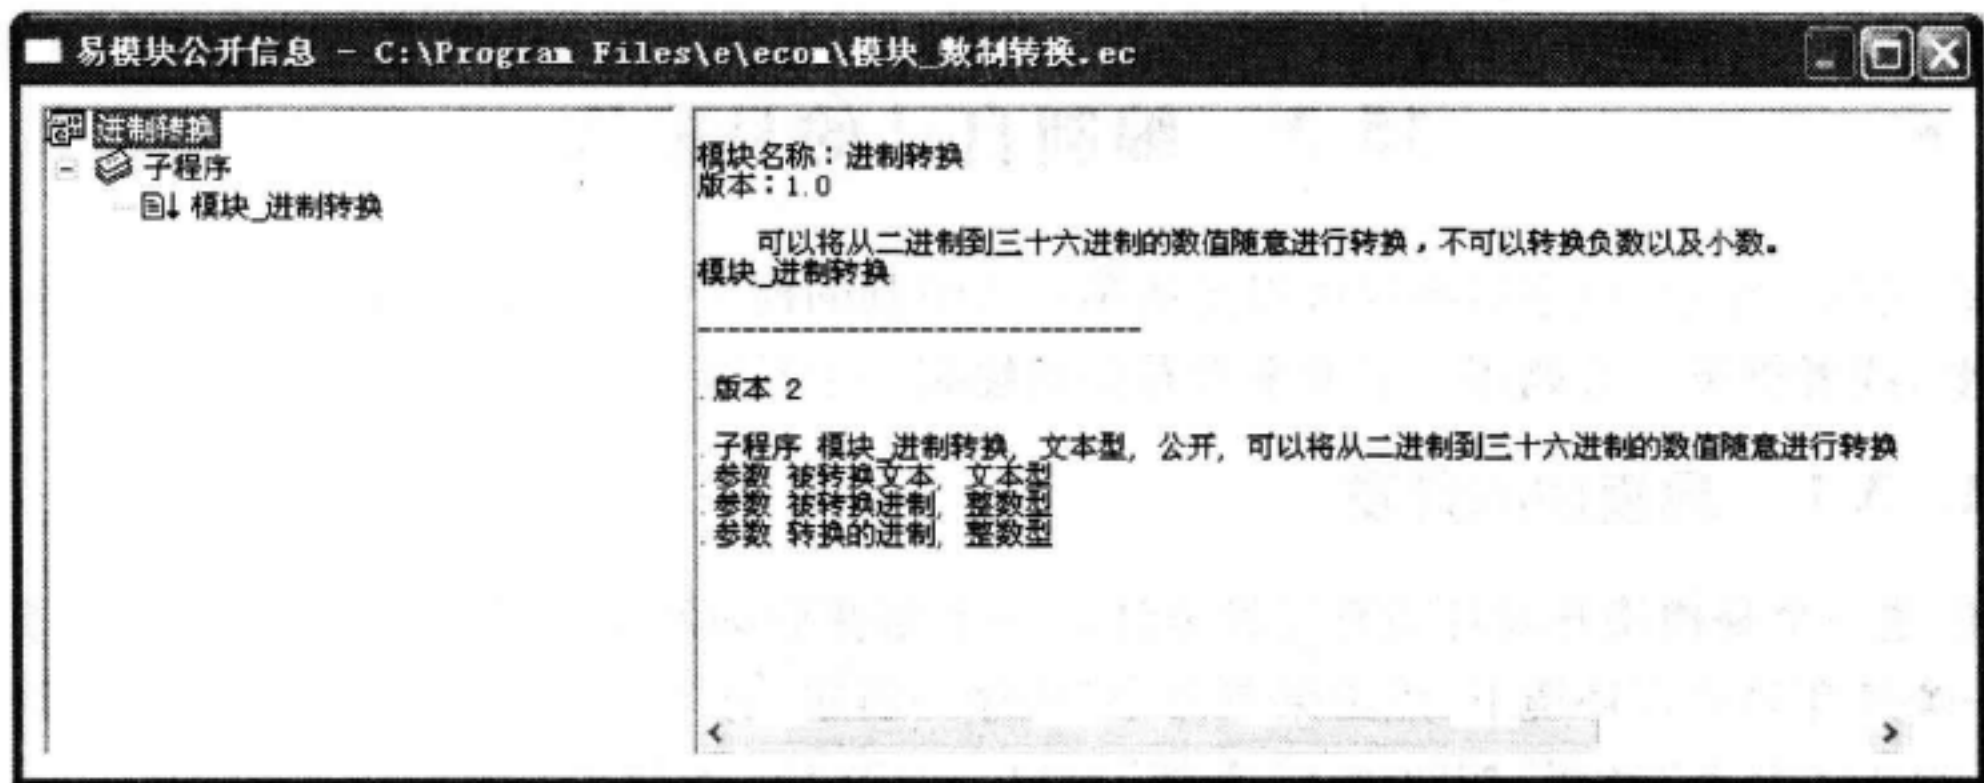 易模块公开信息 - C:\Program Files\e\ecom\模块_数制转换.ec
进制转换
子程序
模块_进制转换
模块名称：进制转换
版本：1.0
可以将从二进制到三十六进制的数值随意进行转换，不可以转换负数以及小数。
模块_进制转换
------------------------------
.版本 2
.子程序 模块_进制转换, 文本型, 公开, 可以将从二进制到三十六进制的数值随意进行转换
.参数 被转换文本, 文本型
.参数 被转换进制, 整数型
.参数 转换的进制, 整数型